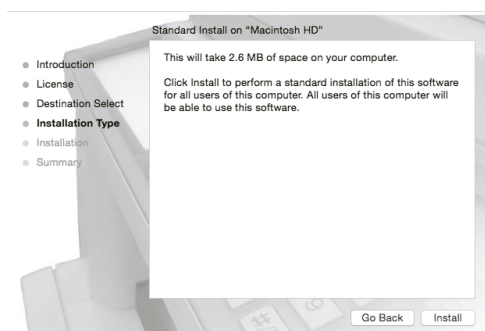 Standard Install on “Macintosh HD”
Introduction
License
Destination Select
Installation Type
Installation
Summary
This will take 2.6 MB of space on your computer.
Click Install to perform a standard installation of this software
for all users of this computer. All users of this computer will
be able to use this software.
Go Back
Install